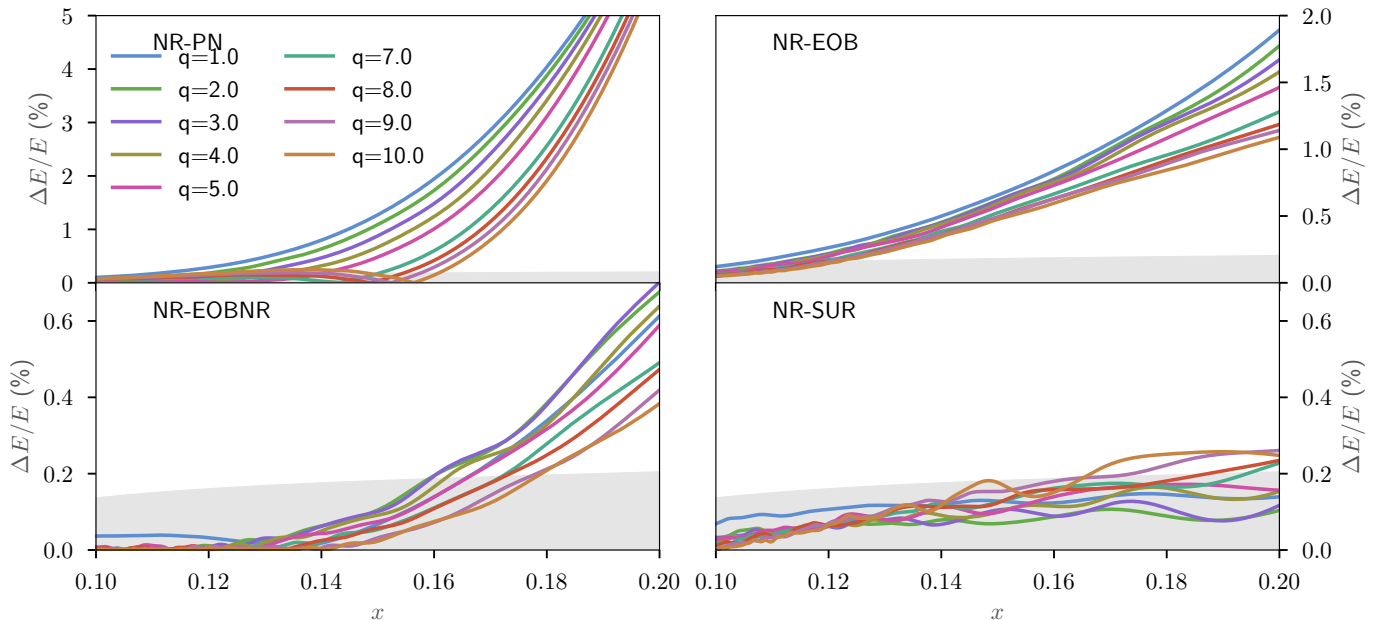 NR-PN
q=1.0
q=2.0
q=3.0
q=4.0
q=5.0
q=7.0
q=8.0
q=9.0
q=10.0
5
4
3
2
1
0
ΔE/E (%)
NR-EOB
2.0
1.5
1.0
0.5
0.0
ΔE/E (%)
NR-EOBNR
0.6
0.4
0.2
0.0
ΔE/E (%)
0.10 0.12 0.14 0.16 0.18 0.20
x
NR-SUR
0.6
0.4
0.2
0.0
ΔE/E (%)
0.10 0.12 0.14 0.16 0.18 0.20
x